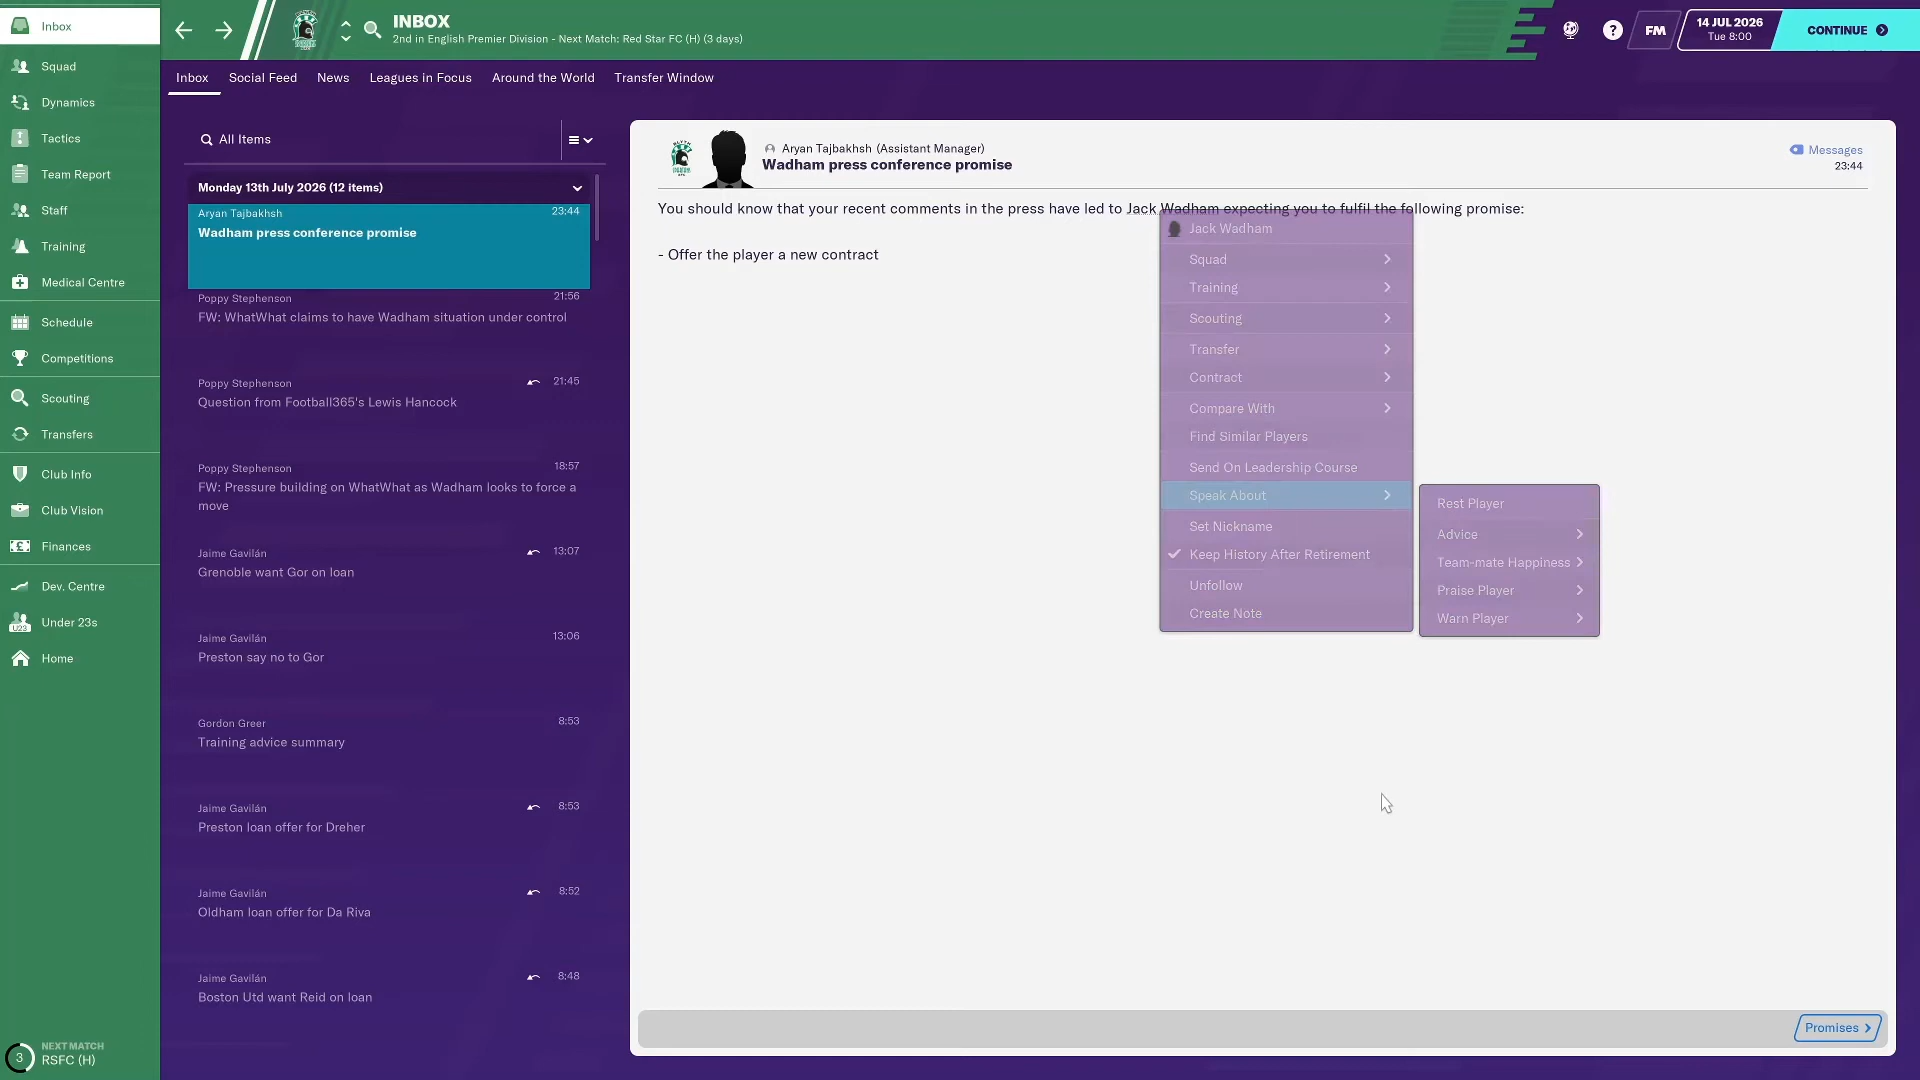 Inbox
Squad
Dynamics
Tactics
Team Report
Staff
Training
Medical Centre
Schedule
Competitions
Scouting
Transfers
Club Info
Club Vision
Finances
Dev. Centre
U23
Under 23s
Home
3
NEXT MATCH
RSFC (H)
INBOX
2nd in English Premier Division - Next Match: Red Star FC (H) (3 days)
?
FM
14 JUL 2026
Tue 8:00
CONTINUE
Inbox Social Feed News Leagues in Focus Around the World Transfer Window
All Items
Monday 13th July 2026 (12 items)
Aryan Tajbakhsh 23:44
Wadham press conference promise
Poppy Stephenson 21:56
FW: WhatWhat claims to have Wadham situation under control
Poppy Stephenson 21:45
Question from Football365's Lewis Hancock
Poppy Stephenson 18:57
FW: Pressure building on WhatWhat as Wadham looks to force a
move
Jaime Gavilán 13:07
Grenoble want Gor on loan
Jaime Gavilán 13:06
Preston say no to Gor
Gordon Greer 8:53
Training advice summary
Jaime Gavilán 8:53
Preston loan offer for Dreher
Jaime Gavilán 8:52
Oldham loan offer for Da Riva
Jaime Gavilán 8:48
Boston Utd want Reid on loan
Aryan Tajbakhsh (Assistant Manager)
Wadham press conference promise
Messages
23:44
You should know that your recent comments in the press have led to Jack Wadham expecting you to fulfil the following promise:
- Offer the player a new contract
Jack Wadham
Squad
Training
Scouting
Transfer
Contract
Compare With
Find Similar Players
Send On Leadership Course
Speak About
Set Nickname
Keep History After Retirement
Unfollow
Create Note
Rest Player
Advice
Team-mate Happiness
Praise Player
Warn Player
Promises